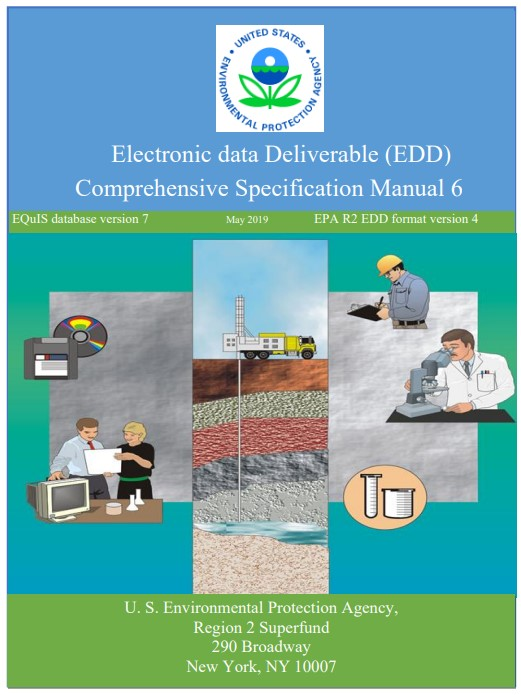 UNITED STATES
ENVIRONMENTAL PROTECTION AGENCY
Electronic data Deliverable (EDD)
Comprehensive Specification Manual 6
EQuIS database version 7 May 2019 EPA R2 EDD format version 4
U. S. Environmental Protection Agency,
Region 2 Superfund
290 Broadway
New York, NY 10007